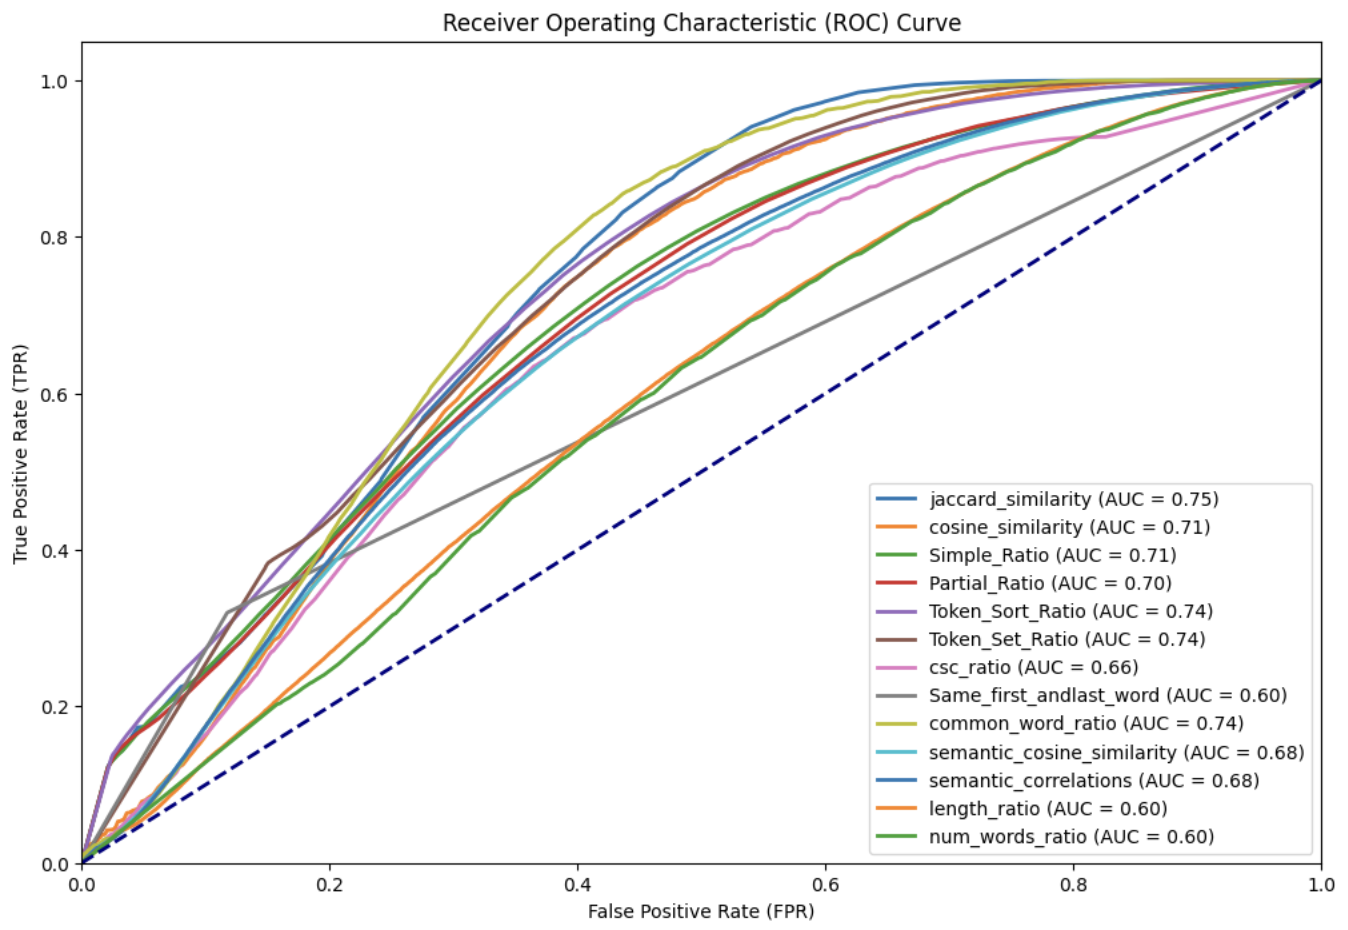 Receiver Operating Characteristic (ROC) Curve
True Positive Rate (TPR)
1.0
0.8
0.6
0.4
0.2
0.0
jaccard_similarity (AUC = 0.75)
cosine_similarity (AUC = 0.71)
Simple_Ratio (AUC = 0.71)
Partial_Ratio (AUC = 0.70)
Token_Sort_Ratio (AUC = 0.74)
Token_Set_Ratio (AUC = 0.74)
csc_ratio (AUC = 0.66)
Same_first_andlast_word (AUC = 0.60)
common_word_ratio (AUC = 0.74)
semantic_cosine_similarity (AUC = 0.68)
semantic_correlations (AUC = 0.68)
length_ratio (AUC = 0.60)
num_words_ratio (AUC = 0.60)
0.0 0.2 0.4 0.6 0.8 1.0
False Positive Rate (FPR)